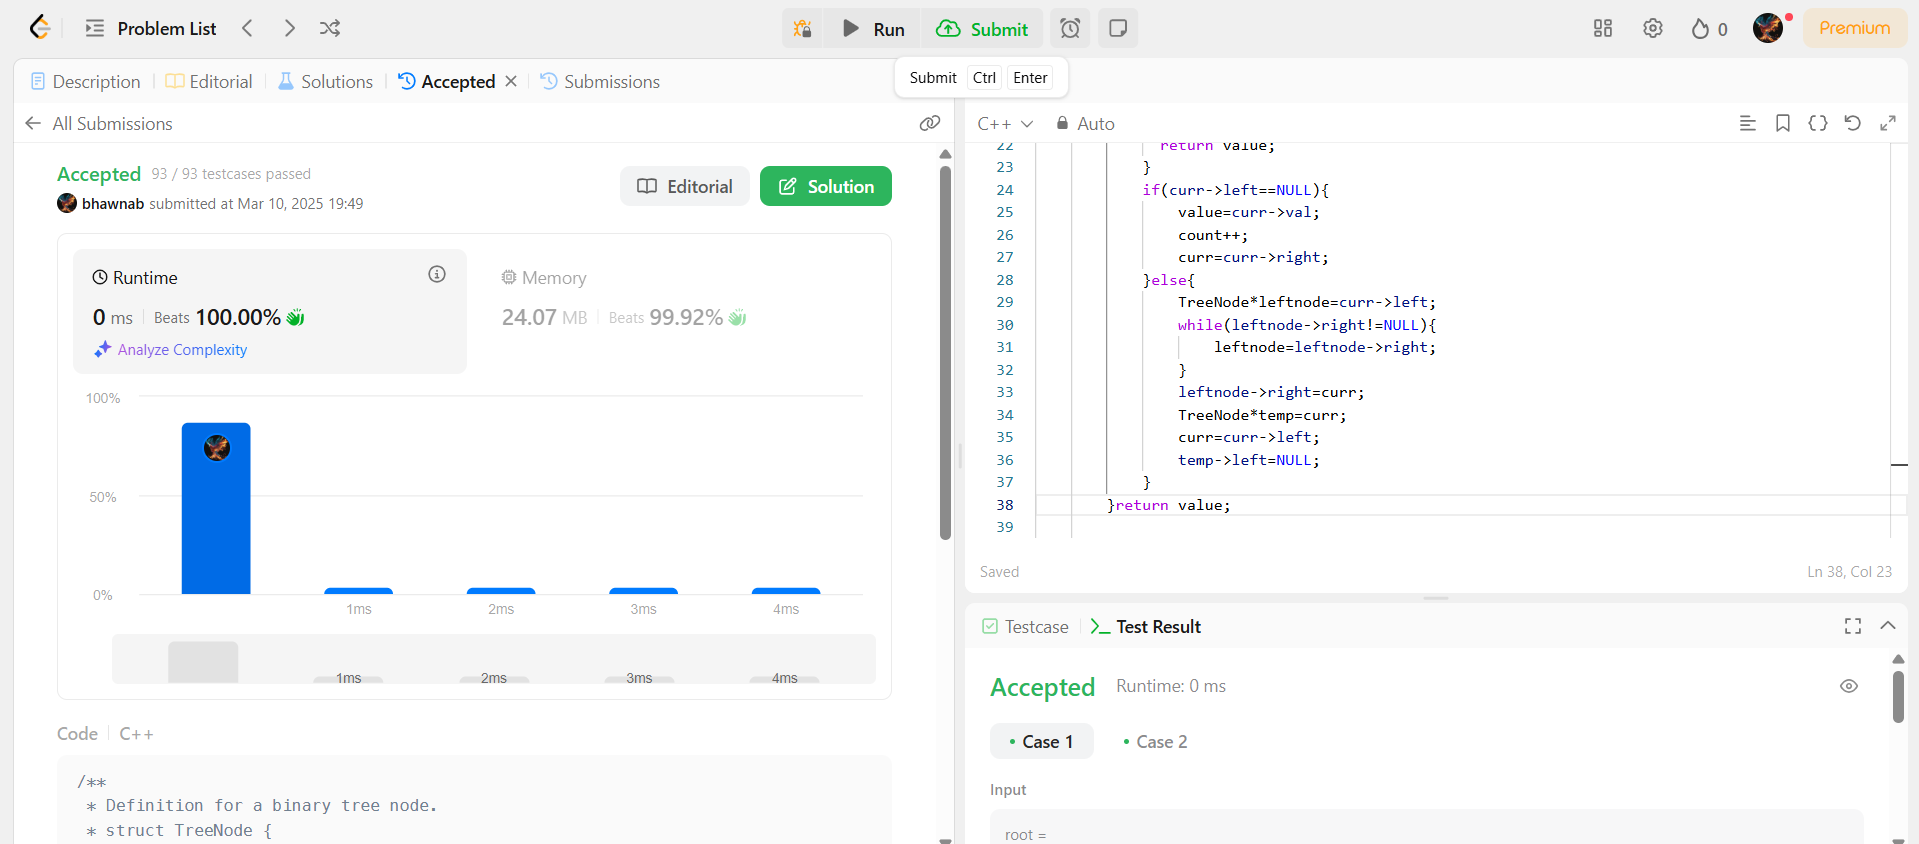 Problem List
Run
Submit
0
Premium
Description
Editorial
Solutions
Accepted
Submissions
Submit Ctrl Enter
All Submissions
Accepted 93 / 93 testcases passed
bhawnab submitted at Mar 10, 2025 19:49
Editorial
Solution
Runtime
0 ms Beats 100.00%
Analyze Complexity
Memory
24.07 MB Beats 99.92%
100%
50%
0%
1ms 2ms 3ms 4ms
1ms 2ms 3ms 4ms
Code C++
/**
* Definition for a binary tree node.
* struct TreeNode {
C++ Auto
22 return value;
23 }
24 if(curr->left==NULL){
25 value=curr->val;
26 count++;
27 curr=curr->right;
28 }else{
29 TreeNode*leftnode=curr->left;
30 while(leftnode->right!=NULL){
31 leftnode=leftnode->right;
32 }
33 leftnode->right=curr;
34 TreeNode*temp=curr;
35 curr=curr->left;
36 temp->left=NULL;
37 }
38 }return value;
39
Saved
Ln 38, Col 23
Testcase
Test Result
Accepted Runtime: 0 ms
Case 1
Case 2
Input
root =